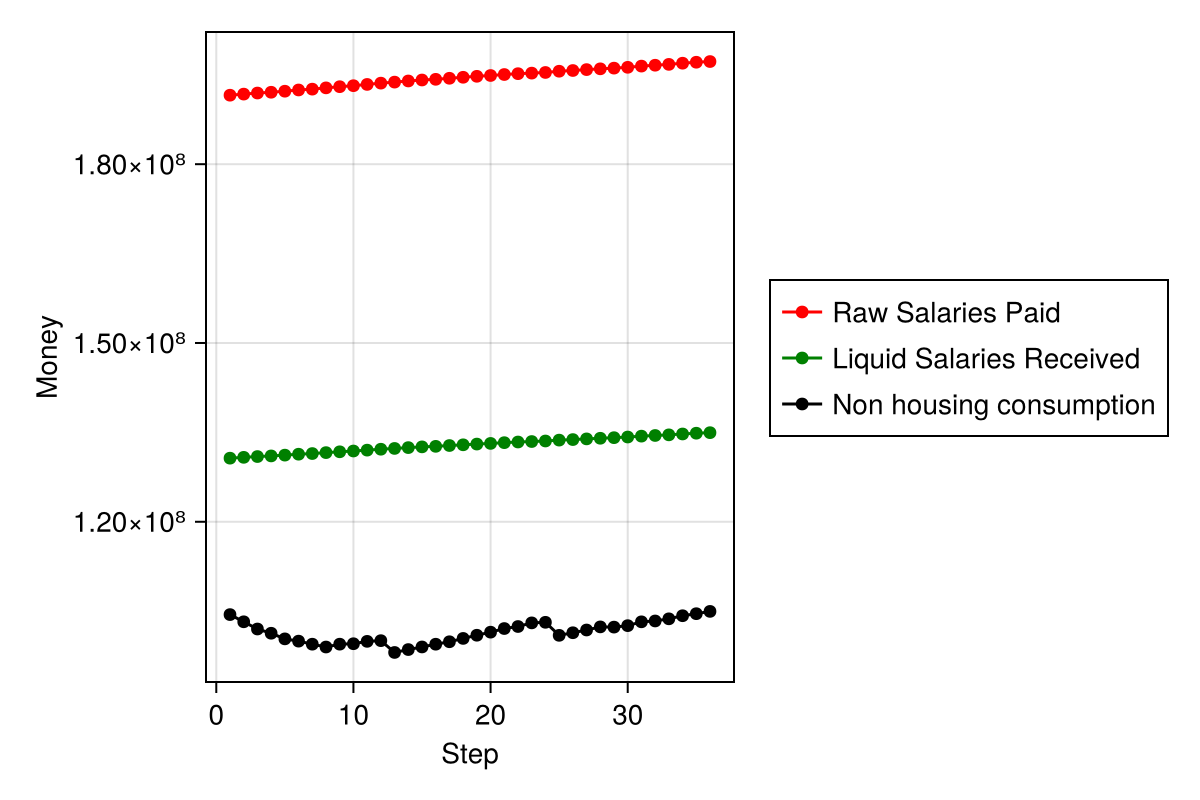 1.80×10⁸
1.50×10⁸
1.20×10⁸
Money
0 10 20 30
Step
Raw Salaries Paid
Liquid Salaries Received
Non housing consumption